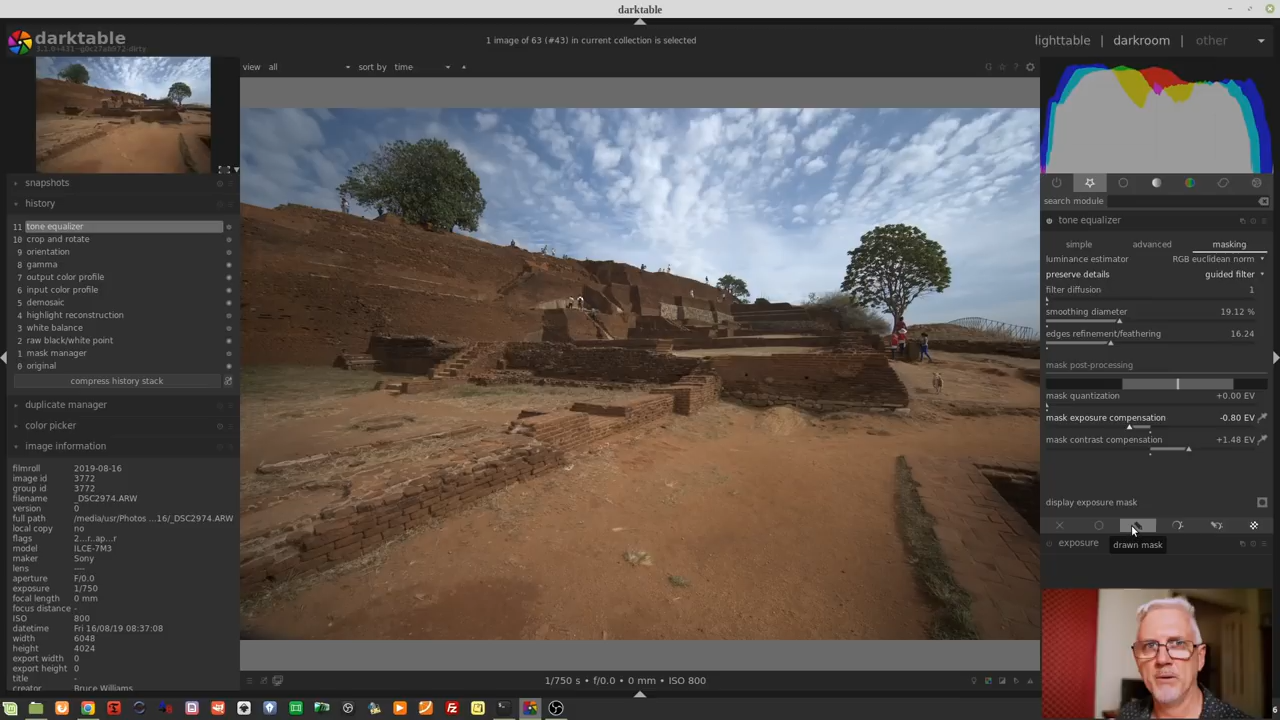 darktable
darktable
3.1.0+431~g0c27ab972-dirty
1 image of 63 (#43) in current collection is selected
lighttable | darkroom | other
view all sort by time
snapshots
history
11 tone equalizer
10 crop and rotate
9 orientation
8 gamma
7 output color profile
6 input color profile
5 demosaic
4 highlight reconstruction
3 white balance
2 raw black/white point
1 mask manager
0 original
compress history stack
duplicate manager
color picker
image information
filmroll 2019-08-16
image id 3772
group id 3772
filename _DSC2974.ARW
version 0
full path /media/usr/Photos ...16/_DSC2974.ARW
local copy no
flags 2...r..ap...r
model ILCE-7M3
maker Sony
lens
aperture F/0.0
exposure 1/750
focal length 0 mm
focus distance -
ISO 800
datetime Fri 16/08/19 08:37:08
width 6048
height 4024
export width 0
export height 0
title -
creator Bruce Williams
1/750 s • f/0.0 • 0 mm • ISO 800
search module
tone equalizer
simple advanced masking
luminance estimator RGB euclidean norm
preserve details guided filter
filter diffusion 1
smoothing diameter 19.12 %
edges refinement/feathering 16.24
mask post-processing
mask quantization +0.00 EV
mask exposure compensation -0.80 EV
mask contrast compensation +1.48 EV
display exposure mask
exposure
drawn mask